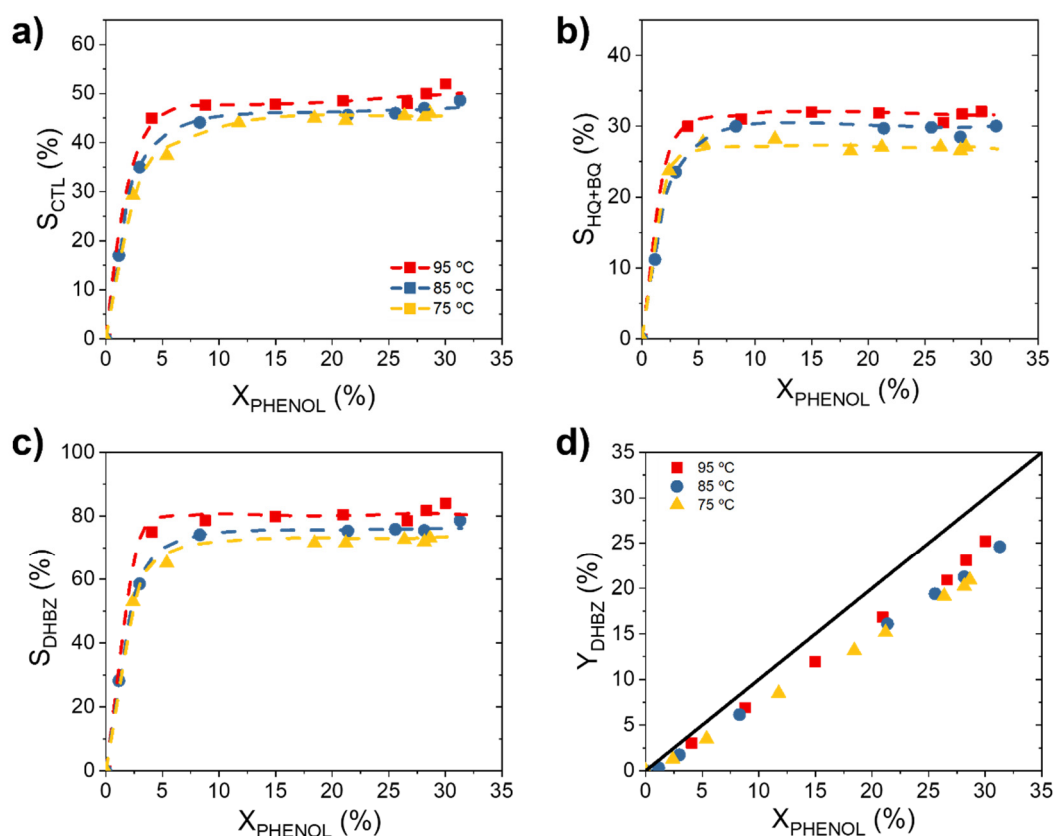 a)
S_CTL (%)
60
50
40
30
20
10
0
0 5 10 15 20 25 30 35
X_PHENOL (%)
95 ºC
85 ºC
75 ºC
b)
S_HQ+BQ (%)
40
30
20
10
0
0 5 10 15 20 25 30 35
X_PHENOL (%)
c)
S_DHBZ (%)
100
80
60
40
20
0
0 5 10 15 20 25 30 35
X_PHENOL (%)
d)
Y_DHBZ (%)
35
30
25
20
15
10
5
0
0 5 10 15 20 25 30 35
X_PHENOL (%)
95 ºC
85 ºC
75 ºC